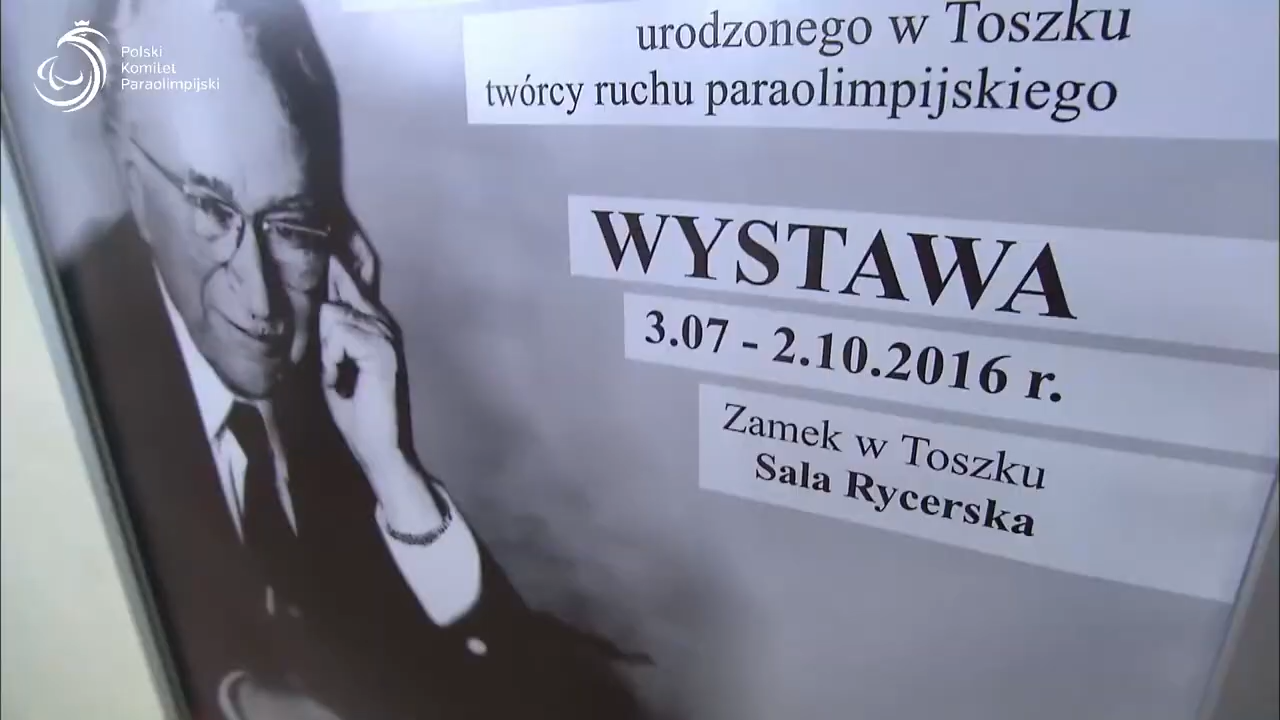 Polski
Komitet
Paraolimpijski
urodzonego w Toszku
twórcy ruchu paraolimpijskiego
WYSTAWA
3.07 - 2.10.2016 r.
Zamek w Toszku
Sala Rycerska